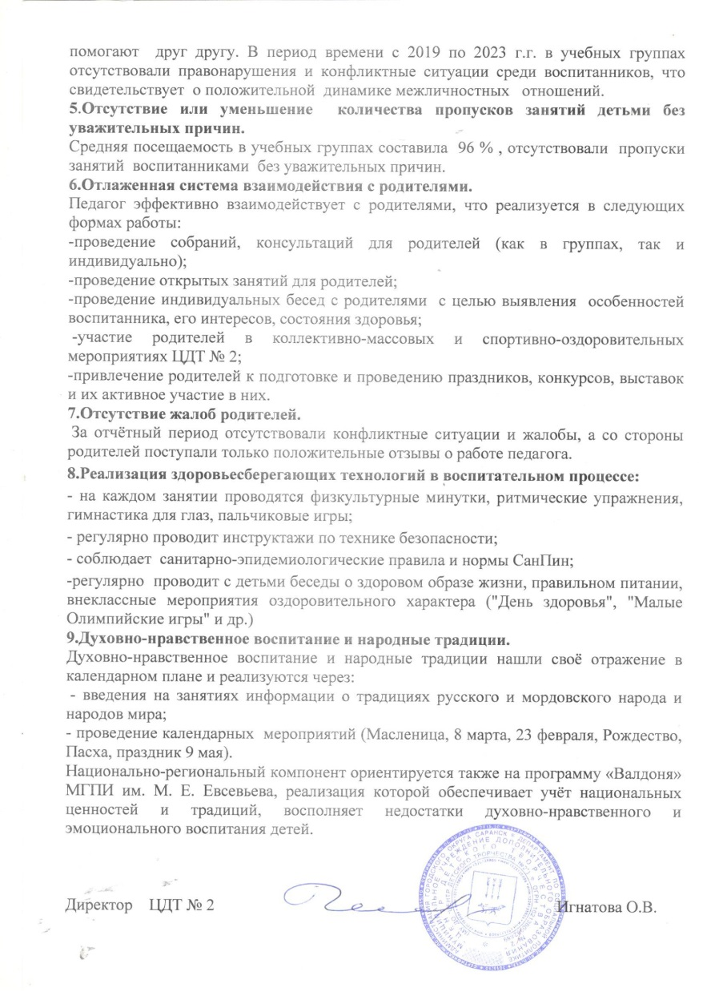 помогают друг другу. В период времени с 2019 по 2023 г.г. в учебных группах
отсутствовали правонарушения и конфликтные ситуации среди воспитанников, что
свидетельствует о положительной динамике межличностных отношений.
5.Отсутствие или уменьшение количества пропусков занятий детьми без
уважительных причин.
Средняя посещаемость в учебных группах составила 96 % , отсутствовали пропуски
занятий воспитанниками без уважительных причин.
6.Отлаженная система взаимодействия с родителями.
Педагог эффективно взаимодействует с родителями, что реализуется в следующих
формах работы:
-проведение собраний, консультаций для родителей (как в группах, так и
индивидуально);
-проведение открытых занятий для родителей;
-проведение индивидуальных бесед с родителями с целью выявления особенностей
воспитанника, его интересов, состояния здоровья;
-участие родителей в коллективно-массовых и спортивно-оздоровительных
мероприятиях ЦДТ № 2;
-привлечение родителей к подготовке и проведению праздников, конкурсов, выставок
и их активное участие в них.
7.Отсутствие жалоб родителей.
За отчётный период отсутствовали конфликтные ситуации и жалобы, а со стороны
родителей поступали только положительные отзывы о работе педагога.
8.Реализация здоровьесберегающих технологий в воспитательном процессе:
- на каждом занятии проводятся физкультурные минутки, ритмические упражнения,
гимнастика для глаз, пальчиковые игры;
- регулярно проводит инструктажи по технике безопасности;
- соблюдает санитарно-эпидемиологические правила и нормы СанПин;
-регулярно проводит с детьми беседы о здоровом образе жизни, правильном питании,
внеклассные мероприятия оздоровительного характера ("День здоровья", "Малые
Олимпийские игры" и др.)
9.Духовно-нравственное воспитание и народные традиции.
Духовно-нравственное воспитание и народные традиции нашли своё отражение в
календарном плане и реализуются через:
- введения на занятиях информации о традициях русского и мордовского народа и
народов мира;
- проведение календарных мероприятий (Масленица, 8 марта, 23 февраля, Рождество,
Пасха, праздник 9 мая).
Национально-региональный компонент ориентируется также на программу «Валдоня»
МГПИ им. М. Е. Евсевьева, реализация которой обеспечивает учёт национальных
ценностей и традиций, восполняет недостатки духовно-нравственного и
эмоционального воспитания детей.
Директор ЦДТ № 2 Игнатова О.В.